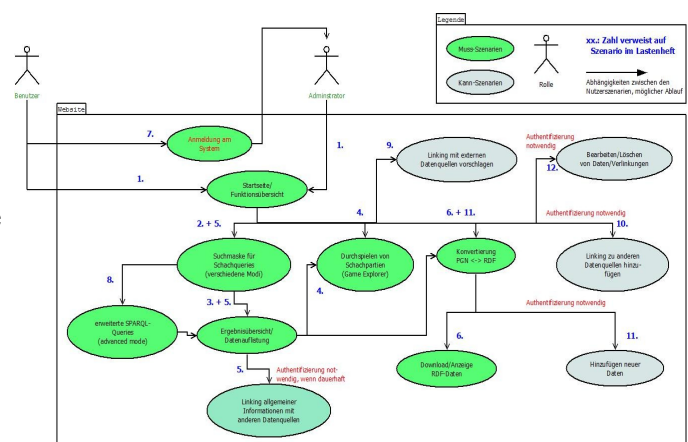 Legende
Muss-Szenarien
Kann-Szenarien
Rolle
xx.: Zahl verweist auf
Szenario im Lastenheft
Abhängigkeiten zwischen den
Nutzerszenarien, möglicher Ablauf
Benutzer
Adminstrator
Website
7.
Anmeldung am
System
1.
1.
Startseite/
Funktionsübersicht
9.
Linking mit externen
Datenquellen vorschlagen
Authentifizierung
notwendig
12.
Bearbeiten/Löschen
von Daten/Verlinkungen
2. + 5.
4.
6. + 11.
Authentifizierung notwendig
10.
Suchmaske für
Schachqueries
(verschiedene Modi)
Durchspielen von
Schachpartien
(Game Explorer)
Konvertierung
PGN <-> RDF
Linking zu anderen
Datenquellen hinzu-
fügen
8.
3. + 5.
4.
Authentifizierung notwendig
erweiterte SPARQL-
Queries
(advanced mode)
Ergebnisübersicht/
Datenauflistung
6.
11.
5.
Authentifizierung not-
wendig, wenn dauerhaft
Download/Anzeige
RDF-Daten
Hinzufügen neuer
Daten
Linking allgemeiner
Informationen mit
anderen Datenquellen